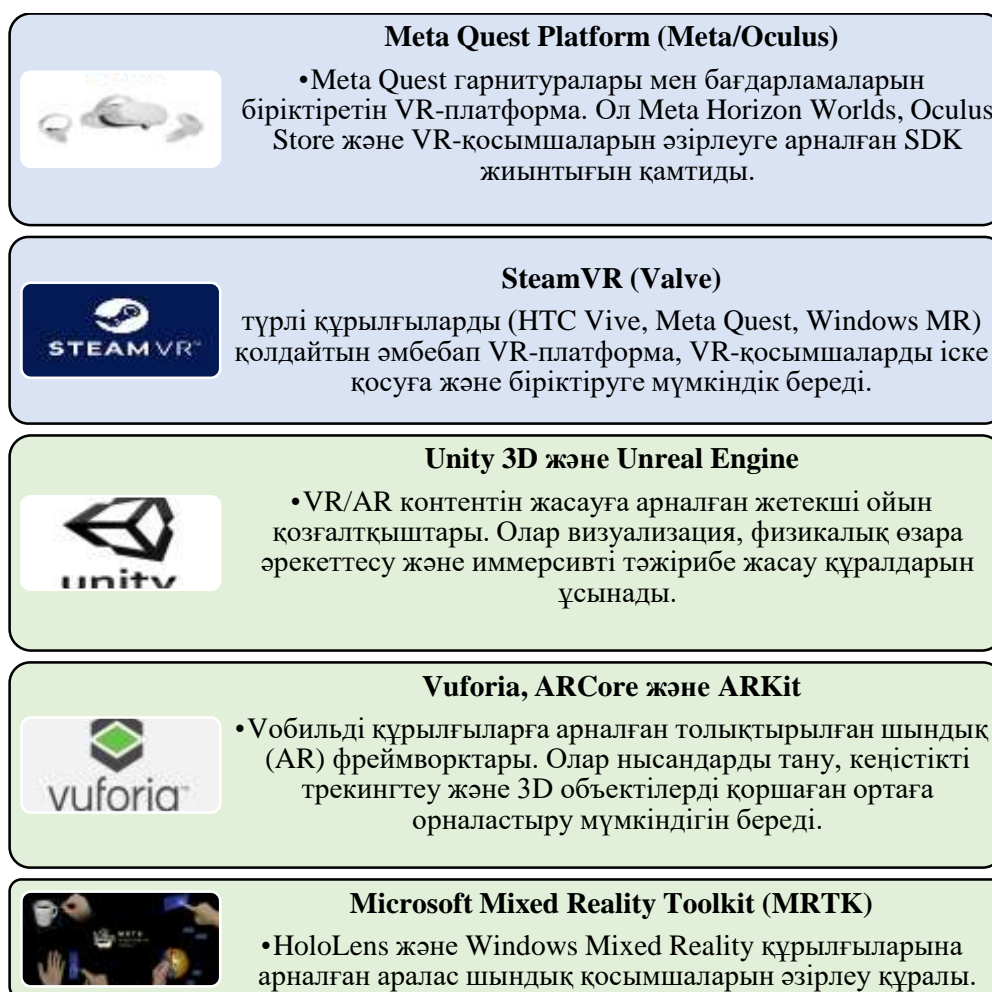 Meta Quest Platform (Meta/Oculus)
•Meta Quest гарнитуралары мен бағдарламаларын
біріктіретін VR-платформа. Ол Meta Horizon Worlds, Oculus
Store және VR-қосымшаларын әзірлеуге арналған SDK
жиынтығын қамтиды.
SteamVR (Valve)
STEAM VR™
түрлі құрылғыларды (HTC Vive, Meta Quest, Windows MR)
қолдайтын әмбебап VR-платформа, VR-қосымшаларды іске
қосуға және біріктіруге мүмкіндік береді.
Unity 3D және Unreal Engine
unity
•VR/AR контентін жасауға арналған жетекші ойын
қозғалтқыштары. Олар визуализация, физикалық өзара
әрекеттесу және иммерсивті тәжірибе жасау құралдарын
ұсынады.
Vuforia, ARCore және ARKit
vuforia™
•Vобильді құрылғыларға арналған толықтырылған шындық
(AR) фреймворктары. Олар нысандарды тану, кеңістікті
трекингтеу және 3D объектілерді қоршаған ортаға
орналастыру мүмкіндігін береді.
Microsoft Mixed Reality Toolkit (MRTK)
•HoloLens және Windows Mixed Reality құрылғыларына
арналған аралас шындық қосымшаларын әзірлеу құралы.